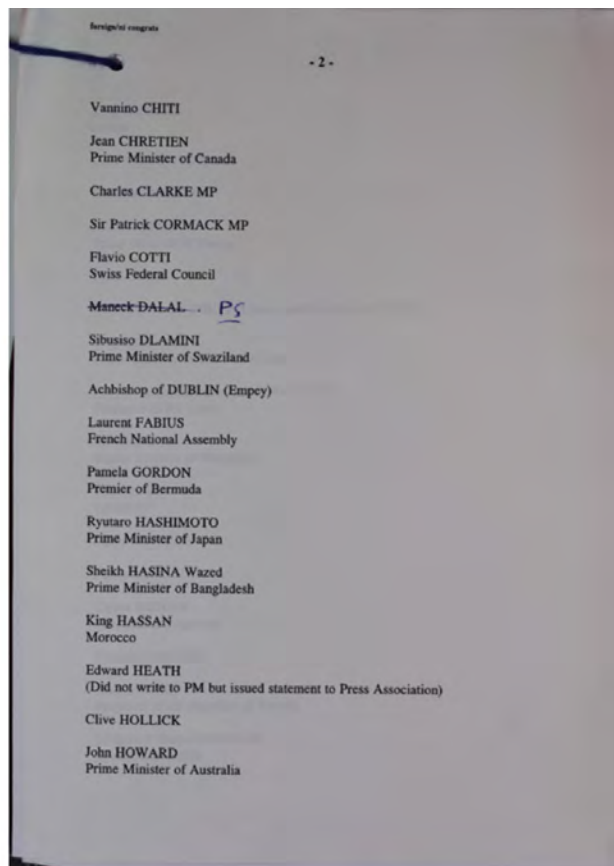 foreign/ni congrats
- 2 -
Vannino CHITI
Jean CHRETIEN
Prime Minister of Canada
Charles CLARKE MP
Sir Patrick CORMACK MP
Flavio COTTI
Swiss Federal Council
Maneck DALAL . PS
Sibusiso DLAMINI
Prime Minister of Swaziland
Achbishop of DUBLIN (Empey)
Laurent FABIUS
French National Assembly
Pamela GORDON
Premier of Bermuda
Ryutaro HASHIMOTO
Prime Minister of Japan
Sheikh HASINA Wazed
Prime Minister of Bangladesh
King HASSAN
Morocco
Edward HEATH
(Did not write to PM but issued statement to Press Association)
Clive HOLLICK
John HOWARD
Prime Minister of Australia